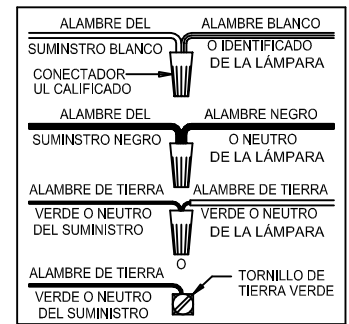 ALAMBRE DEL
SUMINSTRO BLANCO
ALAMBRE BLANCO
O IDENTIFICADO
DE LA LÁMPARA
CONECTADOR
UL CALIFICADO
ALAMBRE DEL
SUMINSTRO NEGRO
ALAMBRE NEGRO
O NEUTRO
DE LA LÁMPARA
ALAMBRE DE TIERRA
VERDE O NEUTRO
DEL SUMINISTRO
ALAMBRE DE TIERRA
VERDE O NEUTRO
DE LA LÁMPARA
O
ALAMBRE DE TIERRA
VERDE O NEUTRO
DEL SUMINISTRO
TORNILLO DE
TIERRA VERDE